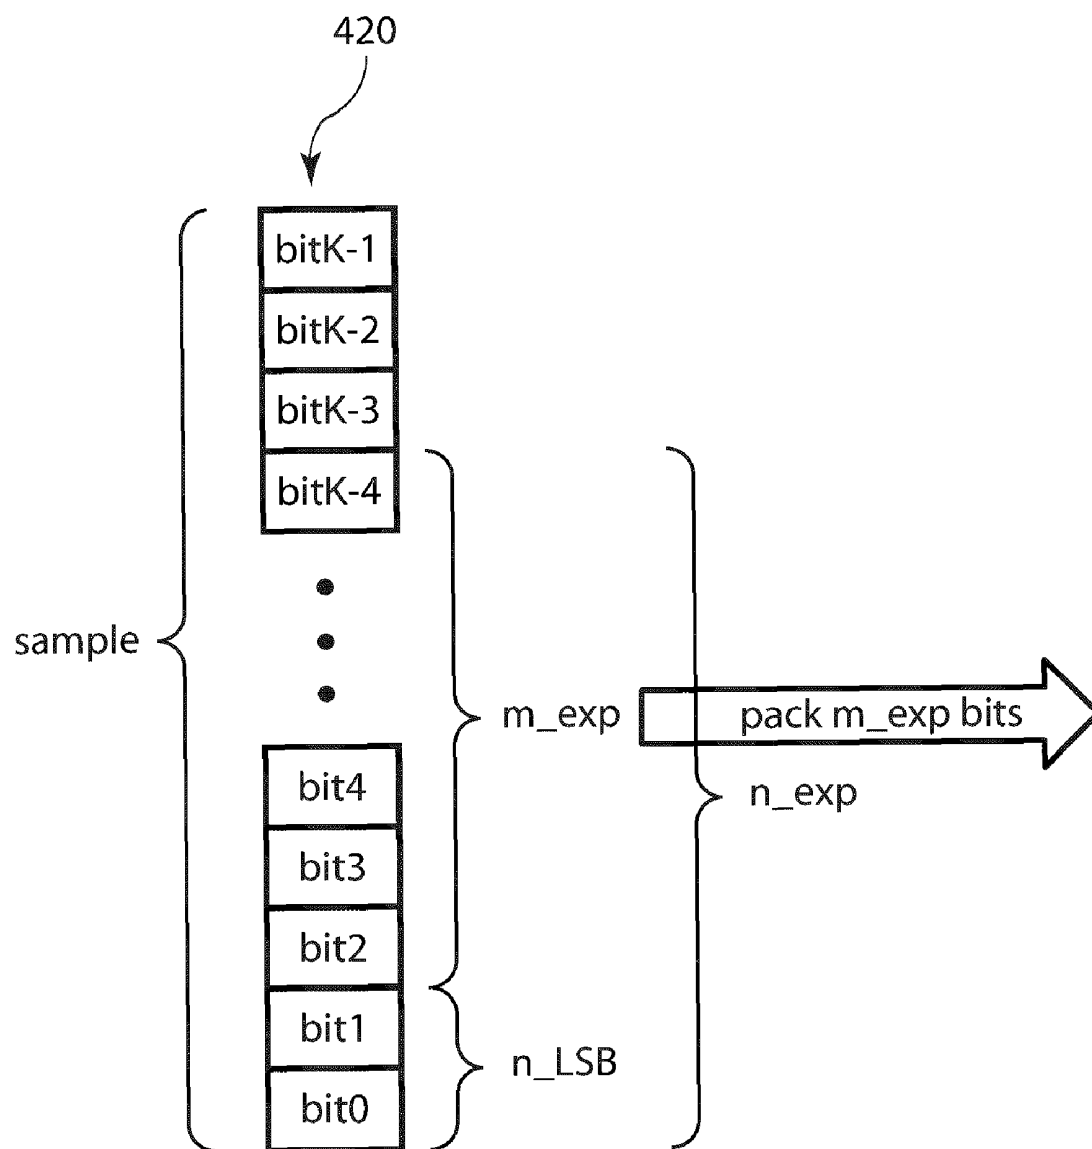 420
bitK-1
bitK-2
bitK-3
bitK-4
sample
m_exp
pack m_exp bits
bit4
n_exp
bit3
bit2
bit1
n_LSB
bit0